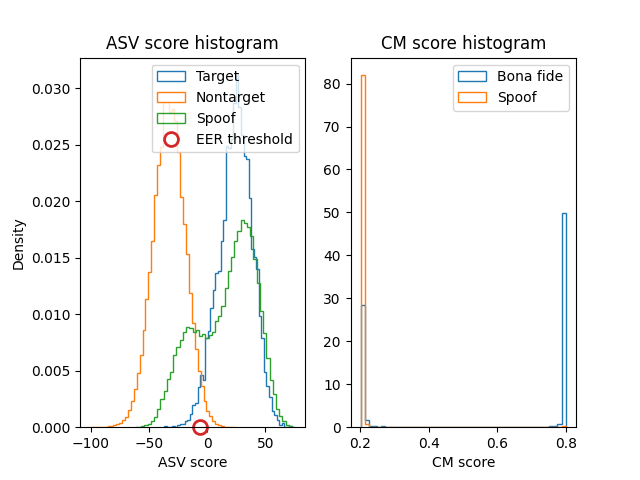 ASV score histogram
Target
Nontarget
Spoof
EER threshold
0.030
0.025
0.020
0.015
0.010
0.005
0.000
Density
−100
−50
0
50
ASV score
CM score histogram
Bona fide
Spoof
80
70
60
50
40
30
20
10
0
0.2
0.4
0.6
0.8
CM score